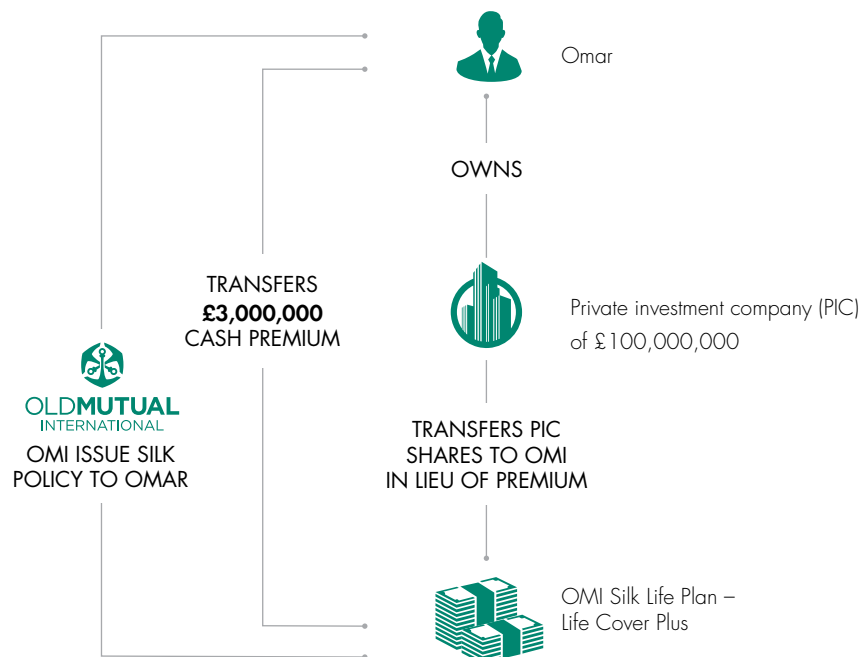 Omar
OWNS
TRANSFERS
£3,000,000
CASH PREMIUM
Private investment company (PIC)
of £100,000,000
OLDMUTUAL
INTERNATIONAL
OMI ISSUE SILK
POLICY TO OMAR
TRANSFERS PIC
SHARES TO OMI
IN LIEU OF PREMIUM
OMI Silk Life Plan –
Life Cover Plus